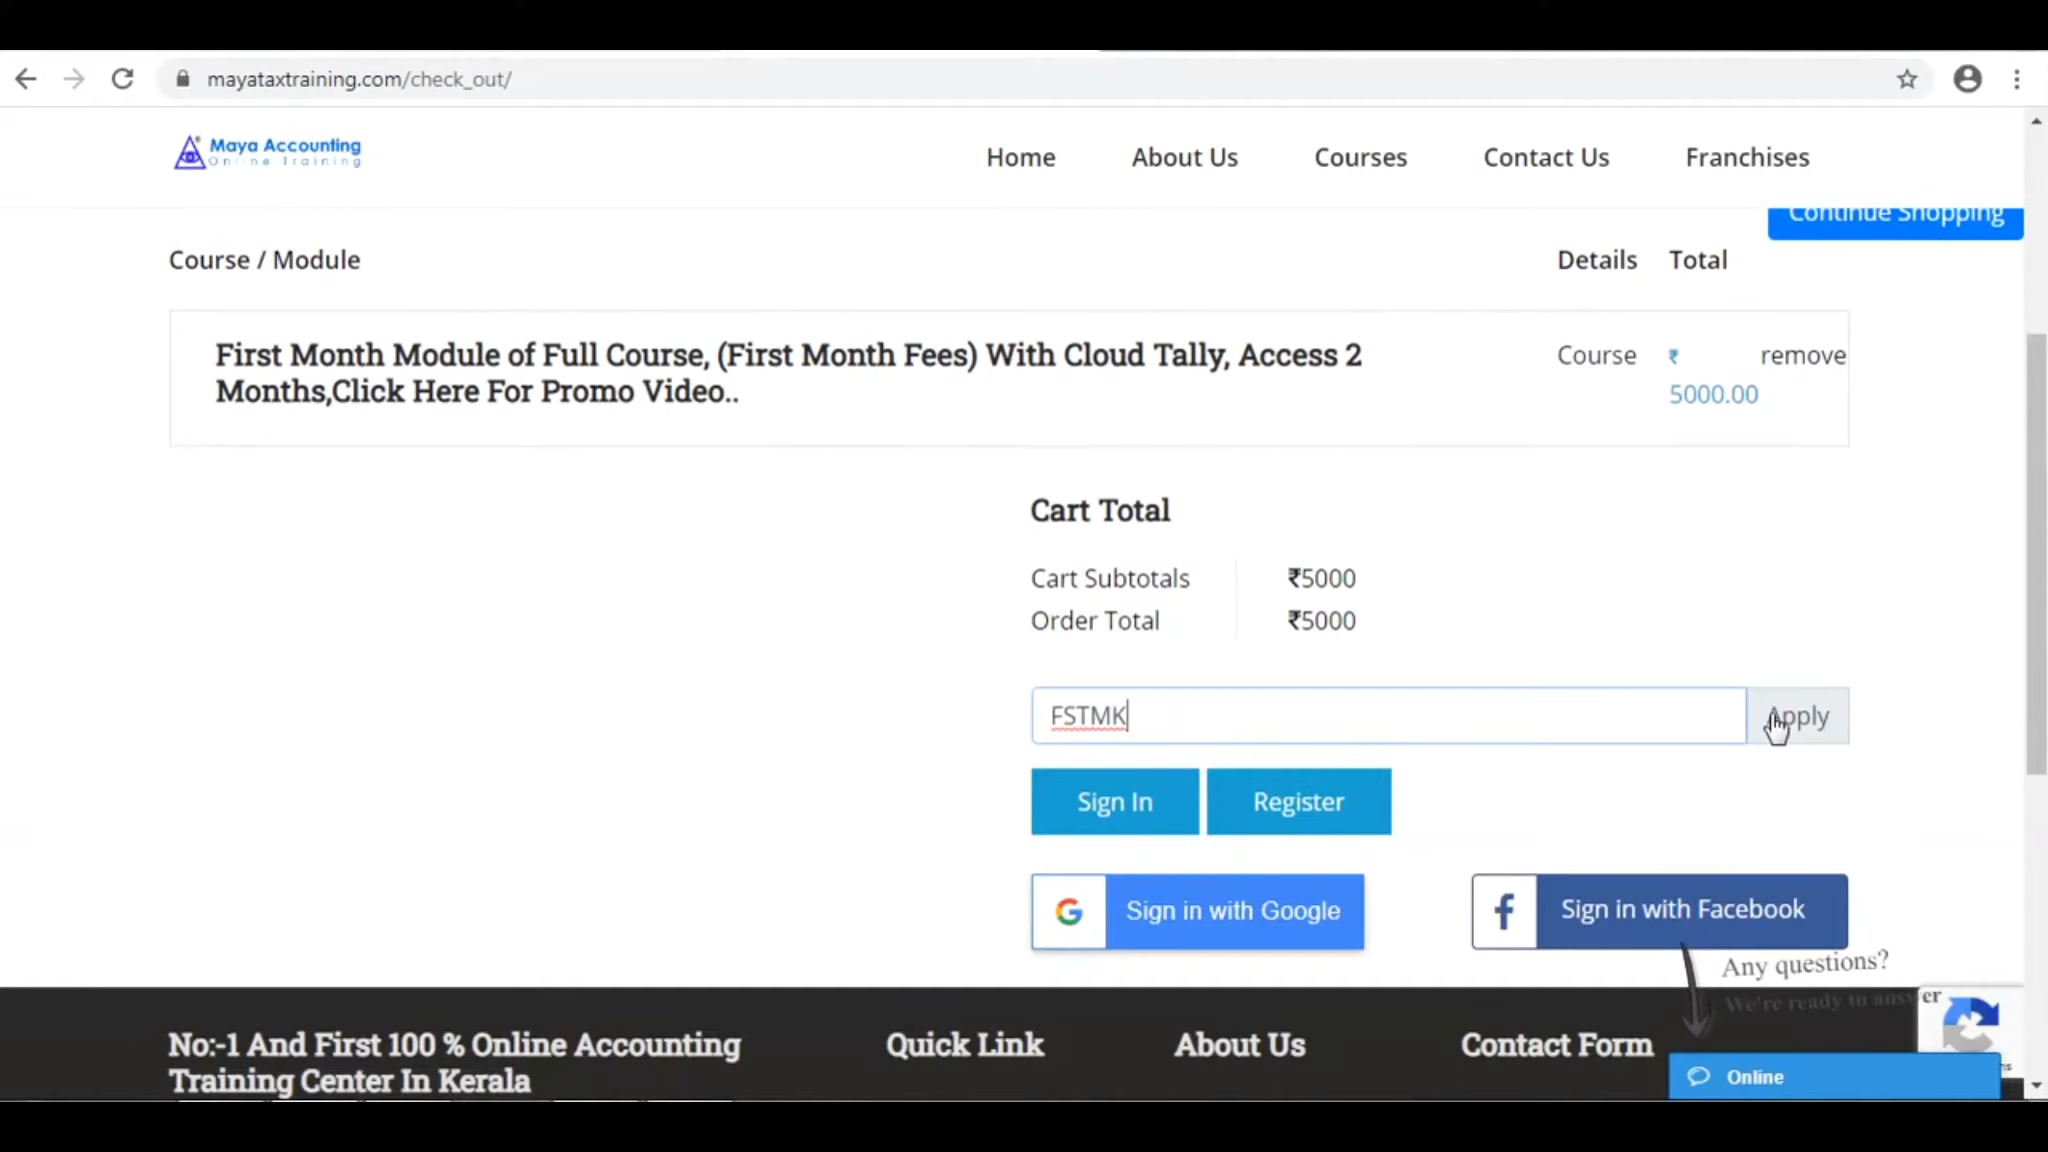 mayataxtraining.com/check_out/
Maya Accounting
Online Training
Home About Us Courses Contact Us Franchises
Continue Shopping
Course / Module Details Total
First Month Module of Full Course, (First Month Fees) With Cloud Tally, Access 2
Months,Click Here For Promo Video..
Course ₹ remove
5000.00
Cart Total
Cart Subtotals ₹5000
Order Total ₹5000
FSTMK Apply
Sign In Register
Sign in with Google Sign in with Facebook
Any questions?
We're ready to answer
No:-1 And First 100 % Online Accounting
Training Center In Kerala
Quick Link About Us Contact Form
Online